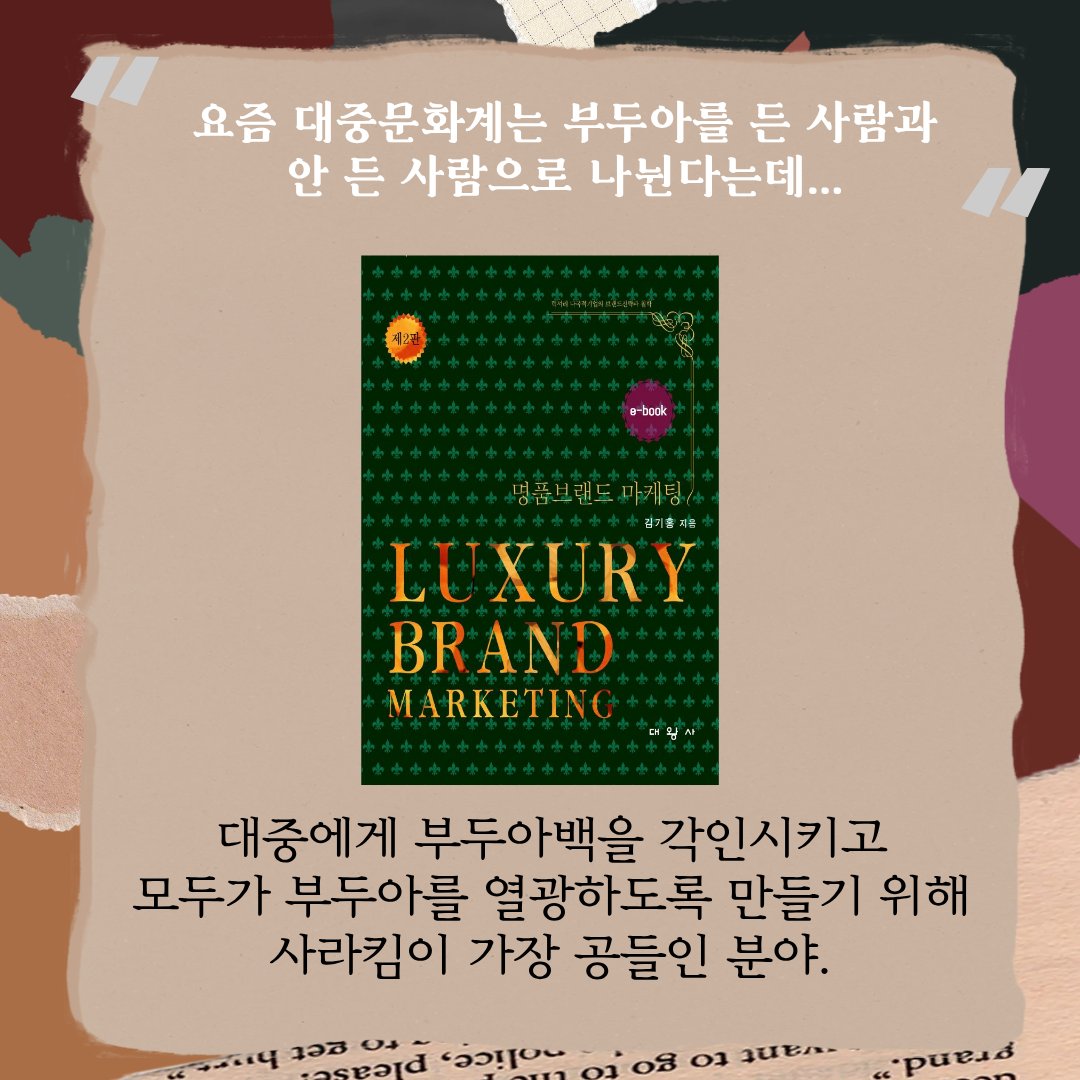 요즘 대중문화계는 부두아를 든 사람과
안 든 사람으로 나뉜다는데...
제2판
e-book
명품브랜드 마케팅
김기홍 지음
LUXURY
BRAND
MARKETING
대왕사
대중에게 부두아백을 각인시키고
모두가 부두아를 열광하도록 만들기 위해
사라킴이 가장 공들인 분야.